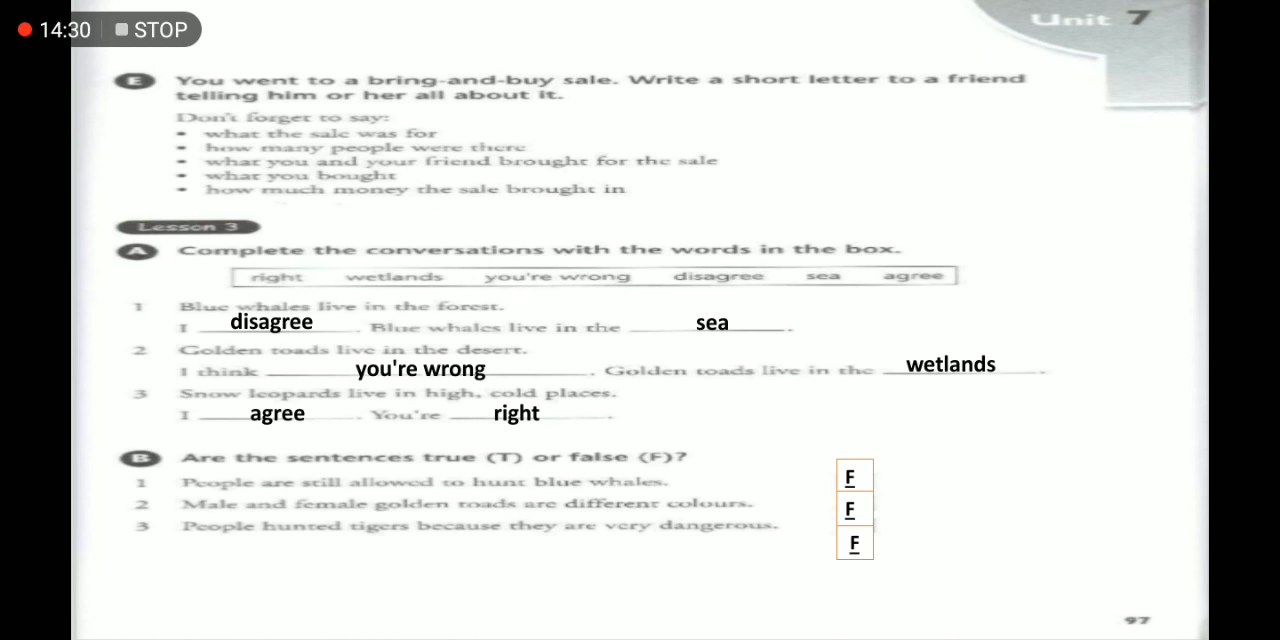 14:30 STOP
Unit 7
E You went to a bring-and-buy sale. Write a short letter to a friend
telling him or her all about it.
Don't forget to say:
• what the sale was for
• how many people were there
• what you and your friend brought for the sale
• what you bought
• how much money the sale brought in
Lesson 3
A Complete the conversations with the words in the box.
right wetlands you're wrong disagree sea agree
1 Blue whales live in the forest.
I disagree. Blue whales live in the sea.
2 Golden toads live in the desert.
I think you're wrong. Golden toads live in the wetlands.
3 Snow leopards live in high, cold places.
I agree. You're right.
B Are the sentences true (T) or false (F)?
1 People are still allowed to hunt blue whales. F
2 Male and female golden toads are different colours. F
3 People hunted tigers because they are very dangerous. F
97